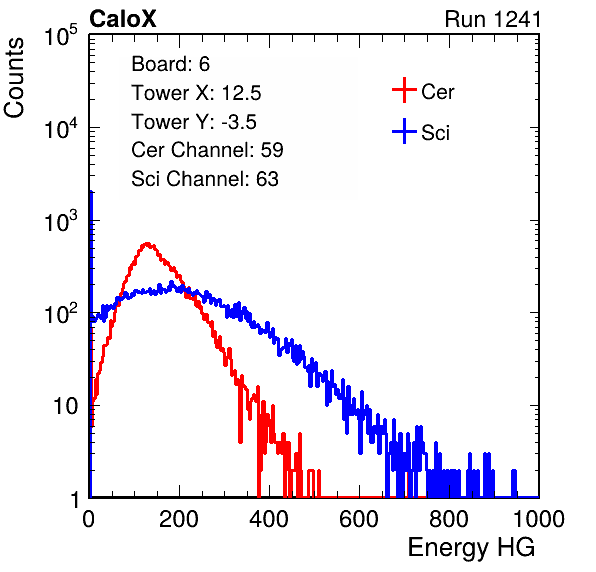 CaloX Run 1241
Counts
Board: 6
Tower X: 12.5
Tower Y: -3.5
Cer Channel: 59
Sci Channel: 63
Cer
Sci
10^5
10^4
10^3
10^2
10
1
0 200 400 600 800 1000
Energy HG